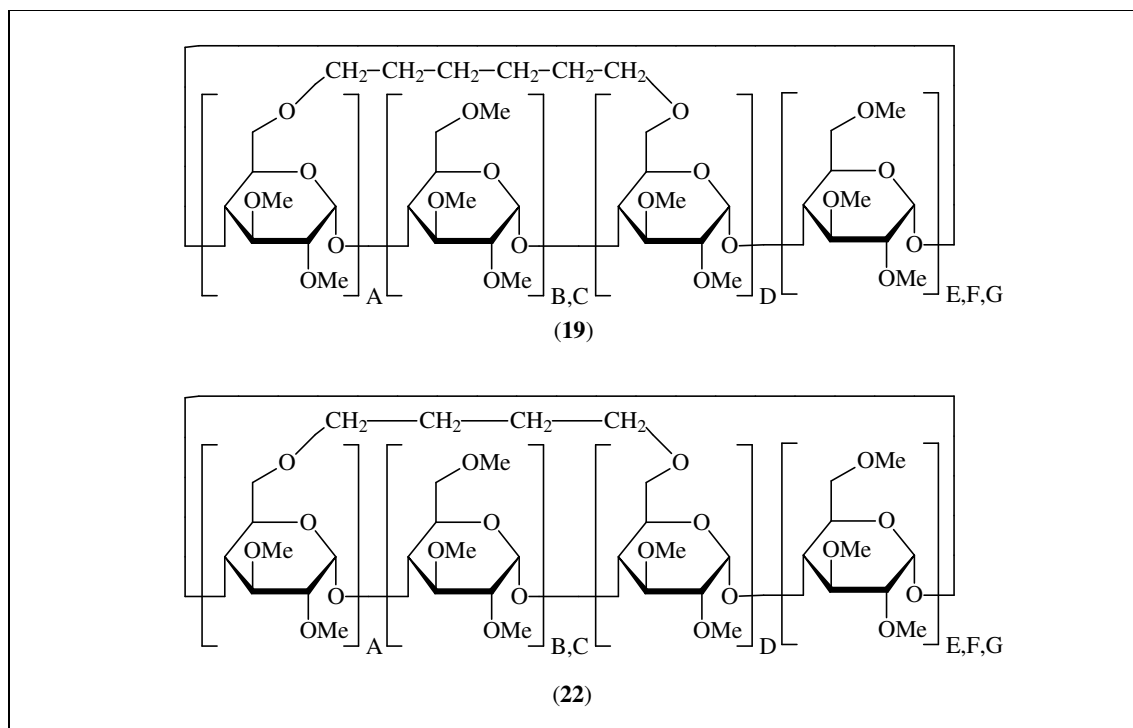 CH2—CH2—CH2—CH2—CH2—CH2
O OMe O OMe
O O O O
OMe OMe OMe OMe
O O O O
OMe OMe OMe OMe
A B,C D E,F,G
(19)
CH2—CH2—CH2—CH2
O OMe O OMe
O O O O
OMe OMe OMe OMe
O O O O
OMe OMe OMe OMe
A B,C D E,F,G
(22)